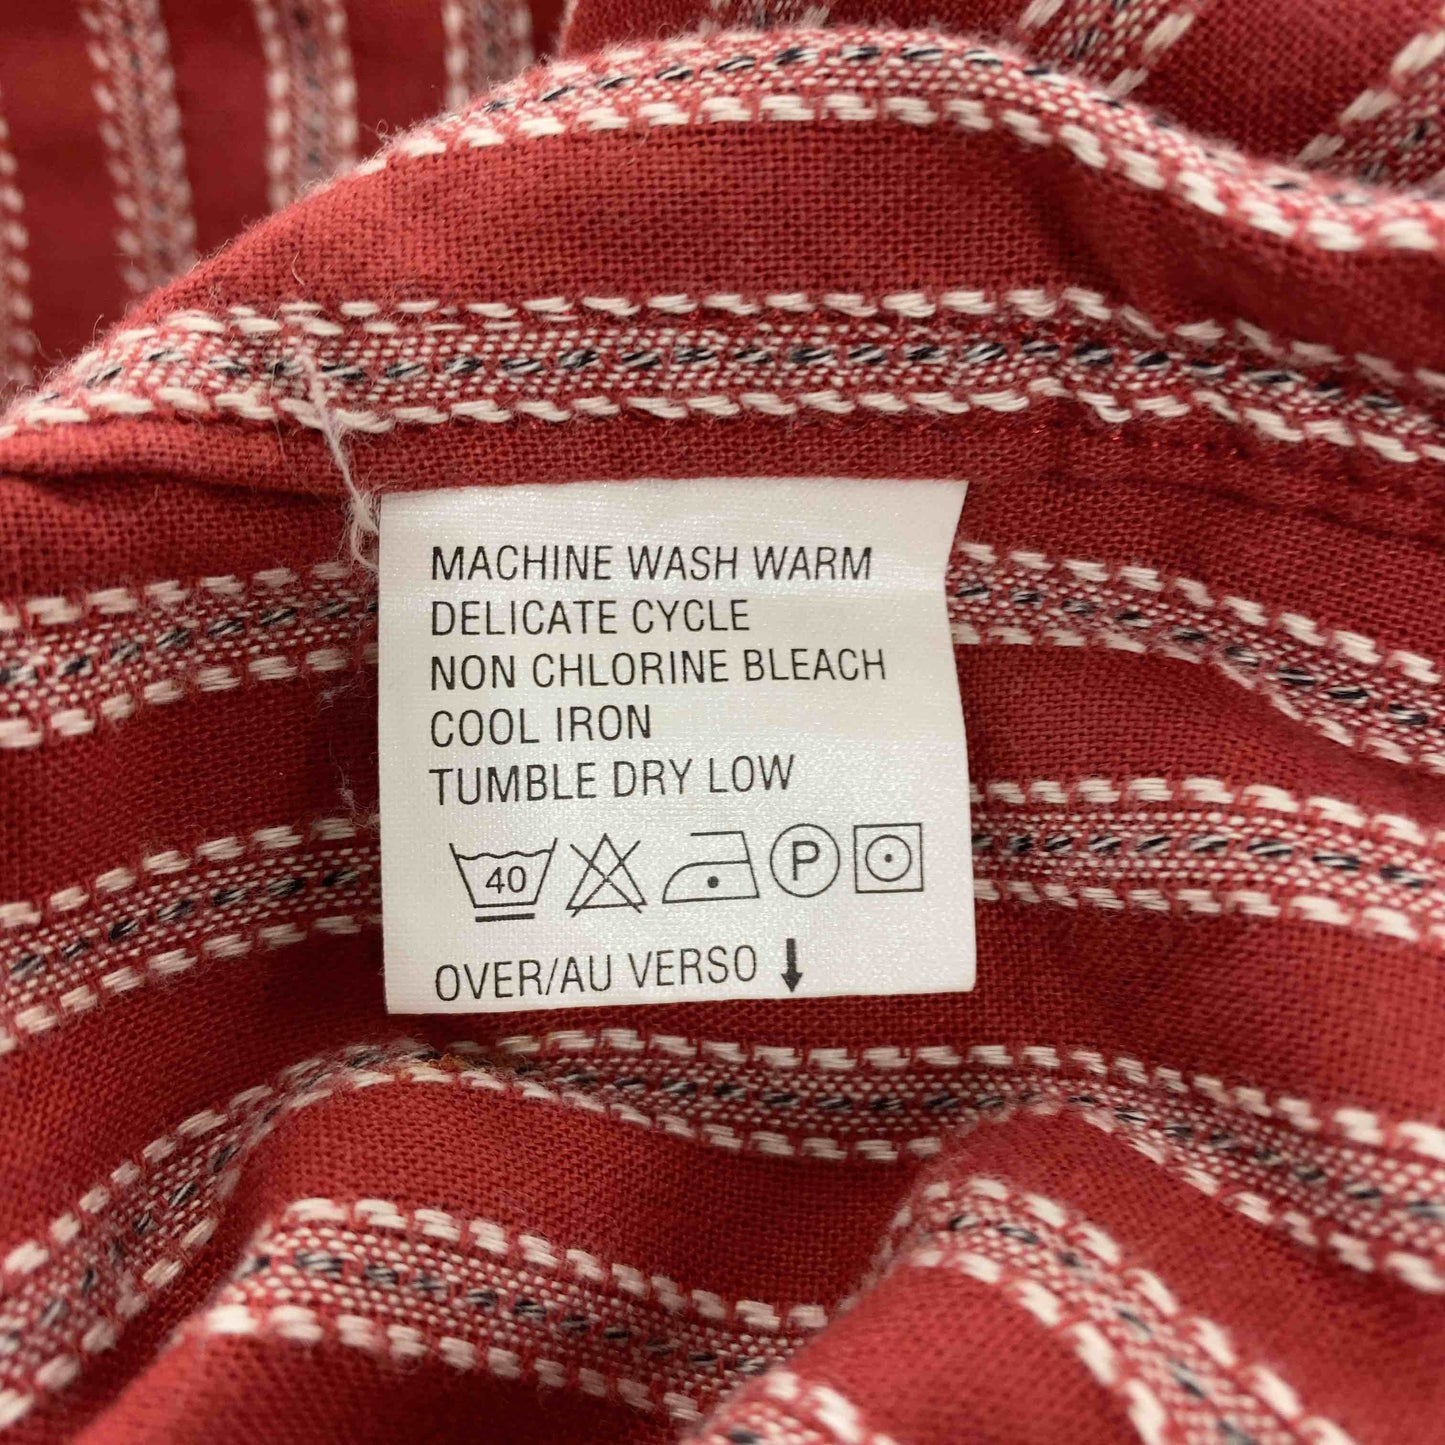 MACHINE WASH WARM
DELICATE CYCLE
NON CHLORINE BLEACH
COOL IRON
TUMBLE DRY LOW
40 P
OVER/AU VERSO